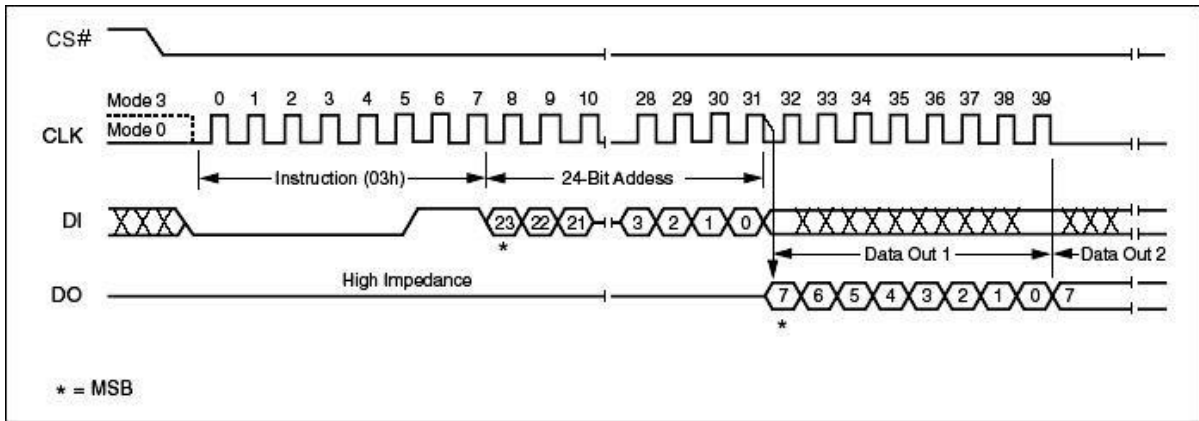 CS#
Mode 3 0 1 2 3 4 5 6 7 8 9 10 28 29 30 31 32 33 34 35 36 37 38 39
CLK Mode 0
Instruction (03h) 24-Bit Addess
DI 23 22 21 3 2 1 0
* Data Out 1 Data Out 2
High Impedance
DO 7 6 5 4 3 2 1 0 7
*
* = MSB